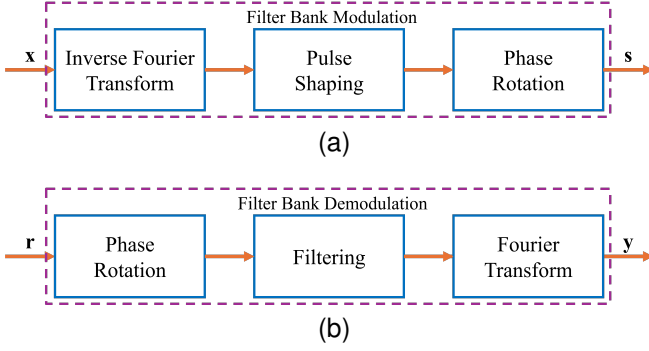 Filter Bank Modulation
x
Inverse Fourier
Transform
Pulse
Shaping
Phase
Rotation
s
(a)
Filter Bank Demodulation
r
Phase
Rotation
Filtering
Fourier
Transform
y
(b)